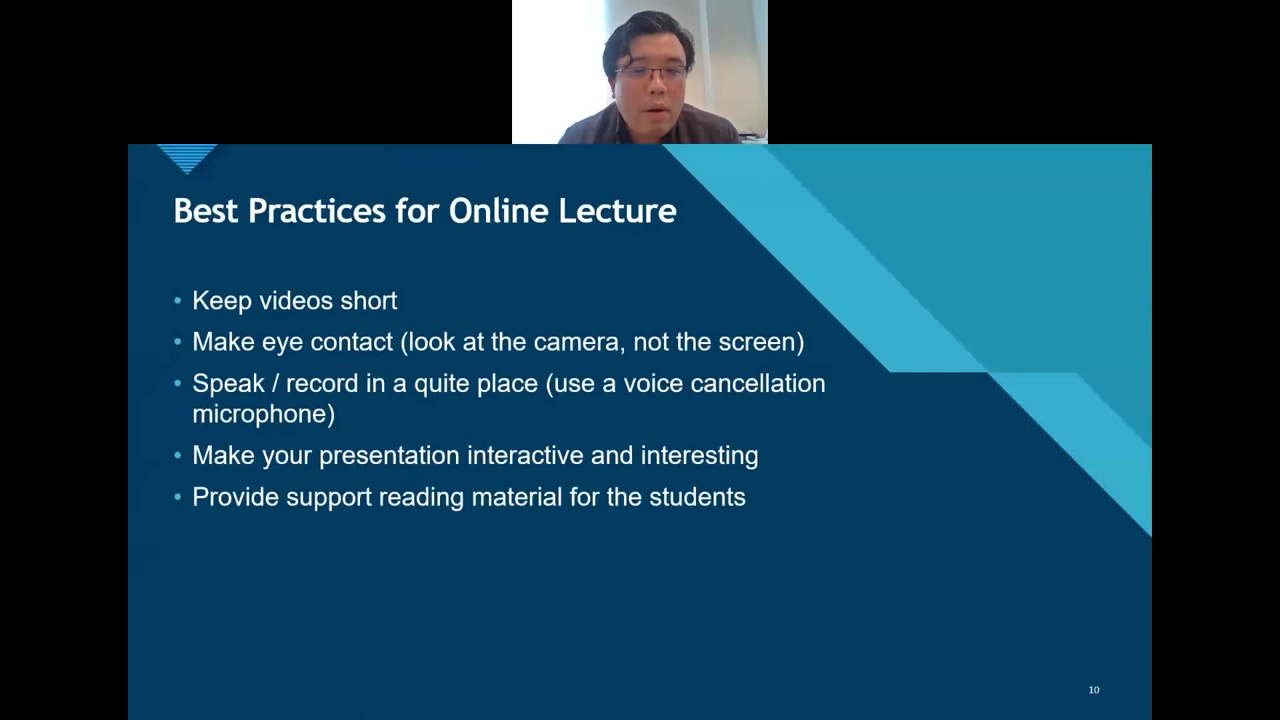 Best Practices for Online Lecture
• Keep videos short
• Make eye contact (look at the camera, not the screen)
• Speak / record in a quite place (use a voice cancellation
microphone)
• Make your presentation interactive and interesting
• Provide support reading material for the students
10